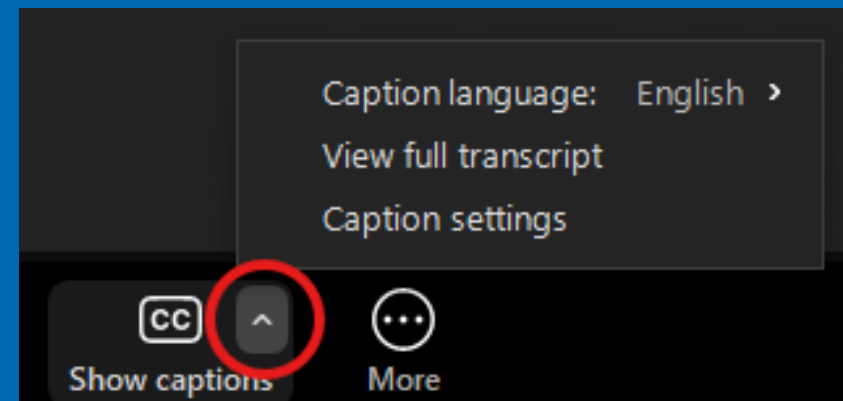 Caption language: English >
View full transcript
Caption settings
CC
Show captions
More